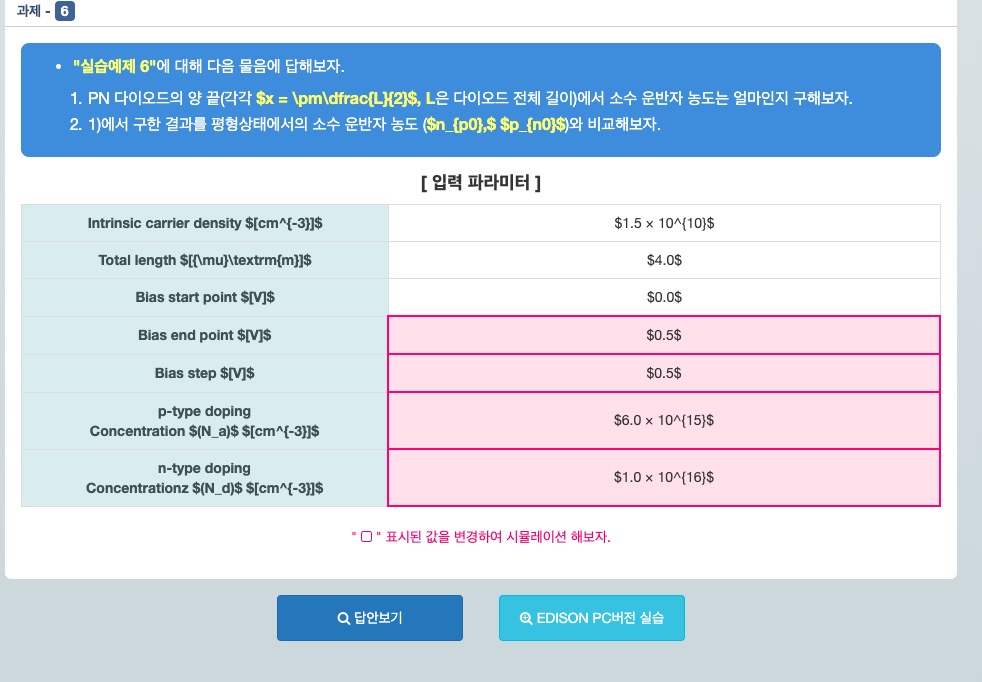 과제 - 6
• "실습예제 6"에 대해 다음 물음에 답해보자.
1. PN 다이오드의 양 끝(각각 $x = \pm\dfrac{L}{2}$, L은 다이오드 전체 길이)에서 소수 운반자 농도는 얼마인지 구해보자.
2. 1)에서 구한 결과를 평형상태에서의 소수 운반자 농도 ($n_{p0},$ $p_{n0}$)와 비교해보자.
[ 입력 파라미터 ]
Intrinsic carrier density $[cm^{-3}]$
$1.5 × 10^{10}$
Total length $[{\mu}\textrm{m}]$
$4.0$
Bias start point $[V]$
$0.0$
Bias end point $[V]$
$0.5$
Bias step $[V]$
$0.5$
p-type doping
Concentration $(N_a)$ $[cm^{-3}]$
$6.0 × 10^{15}$
n-type doping
Concentrationz $(N_d)$ $[cm^{-3}]$
$1.0 × 10^{16}$
" □ " 표시된 값을 변경하여 시뮬레이션 해보자.
답안보기
EDISON PC버전 실습